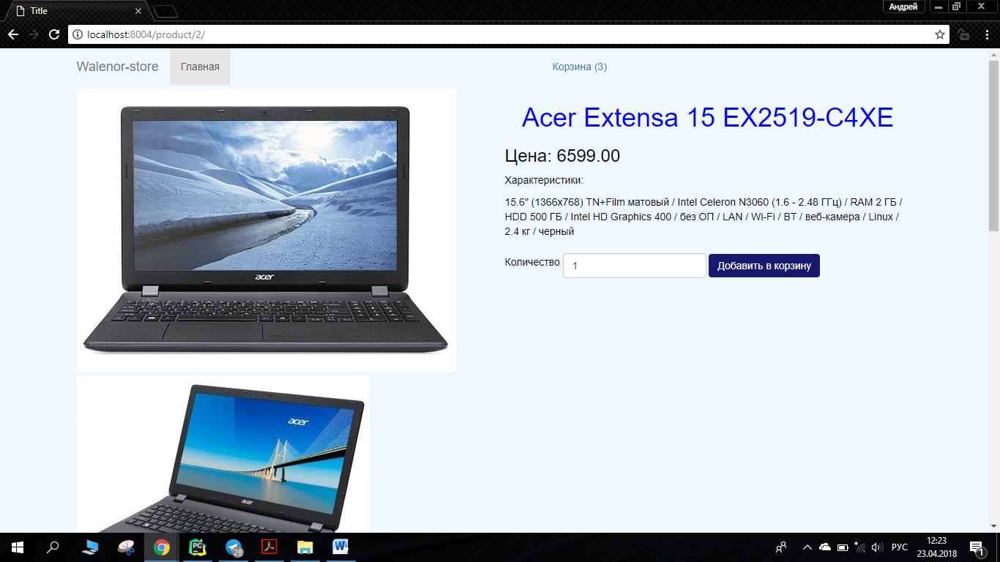 Title
Андрей
localhost:8004/product/2/
Walenor-store
Главная
Корзина (3)
acer
Acer Extensa 15 EX2519-C4XE
Цена: 6599.00
Характеристики:
15.6" (1366x768) TN+Film матовый / Intel Celeron N3060 (1.6 - 2.48 ГГц) / RAM 2 ГБ /
HDD 500 ГБ / Intel HD Graphics 400 / без ОП / LAN / Wi-Fi / BT / веб-камера / Linux /
2.4 кг / черный
Количество
1
Добавить в корзину
acer
acer
PC
28
W
РУС
12:23
23.04.2018
1